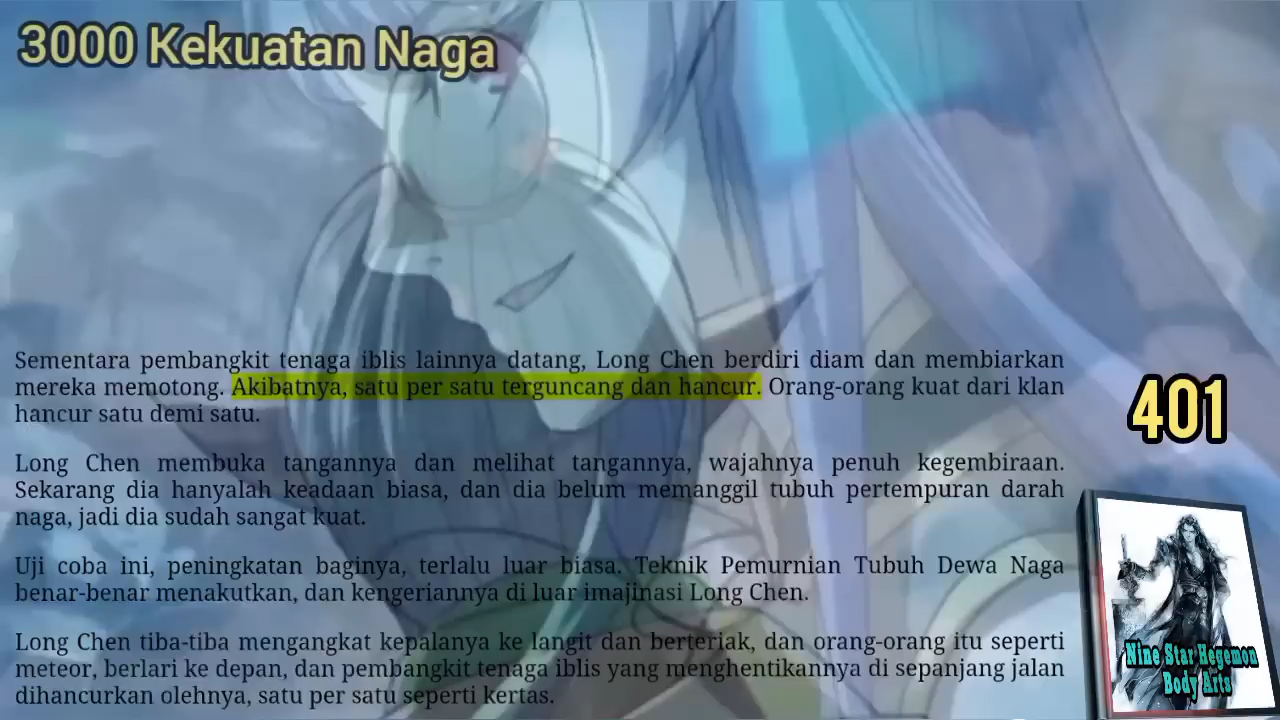 3000 Kekuatan Naga
Sementara pembangkit tenaga iblis lainnya datang, Long Chen berdiri diam dan membiarkan
mereka memotong. Akibatnya, satu per satu terguncang dan hancur. Orang-orang kuat dari klan
hancur satu demi satu.
Long Chen membuka tangannya dan melihat tangannya, wajahnya penuh kegembiraan.
Sekarang dia hanyalah keadaan biasa, dan dia belum memanggil tubuh pertempuran darah
naga, jadi dia sudah sangat kuat.
Uji coba ini, peningkatan baginya, terlalu luar biasa. Teknik Pemurnian Tubuh Dewa Naga
benar-benar menakutkan, dan kengeriannya di luar imajinasi Long Chen.
Long Chen tiba-tiba mengangkat kepalanya ke langit dan berteriak, dan orang-orang itu seperti
meteor, berlari ke depan, dan pembangkit tenaga iblis yang menghentikannya di sepanjang jalan
dihancurkan olehnya, satu per satu seperti kertas.
401
Nine Star Hegemon
Body Arts